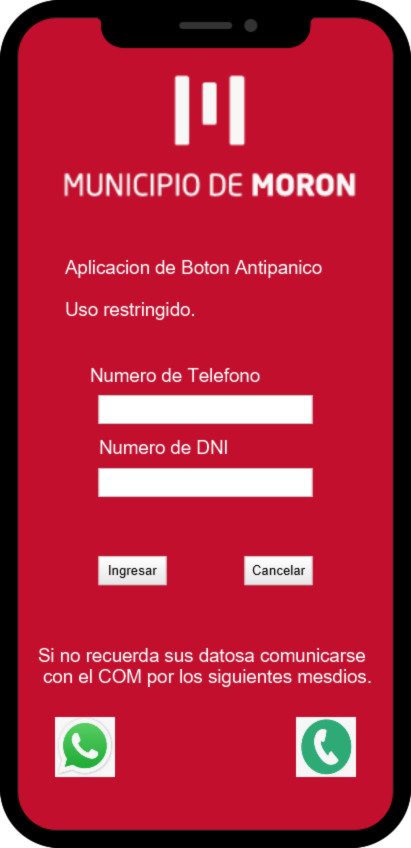 MUNICIPIO DE MORON
Aplicacion de Boton Antipanico
Uso restringido.
Numero de Telefono
Numero de DNI
Ingresar
Cancelar
Si no recuerda sus datosa comunicarse
con el COM por los siguientes mesdios.